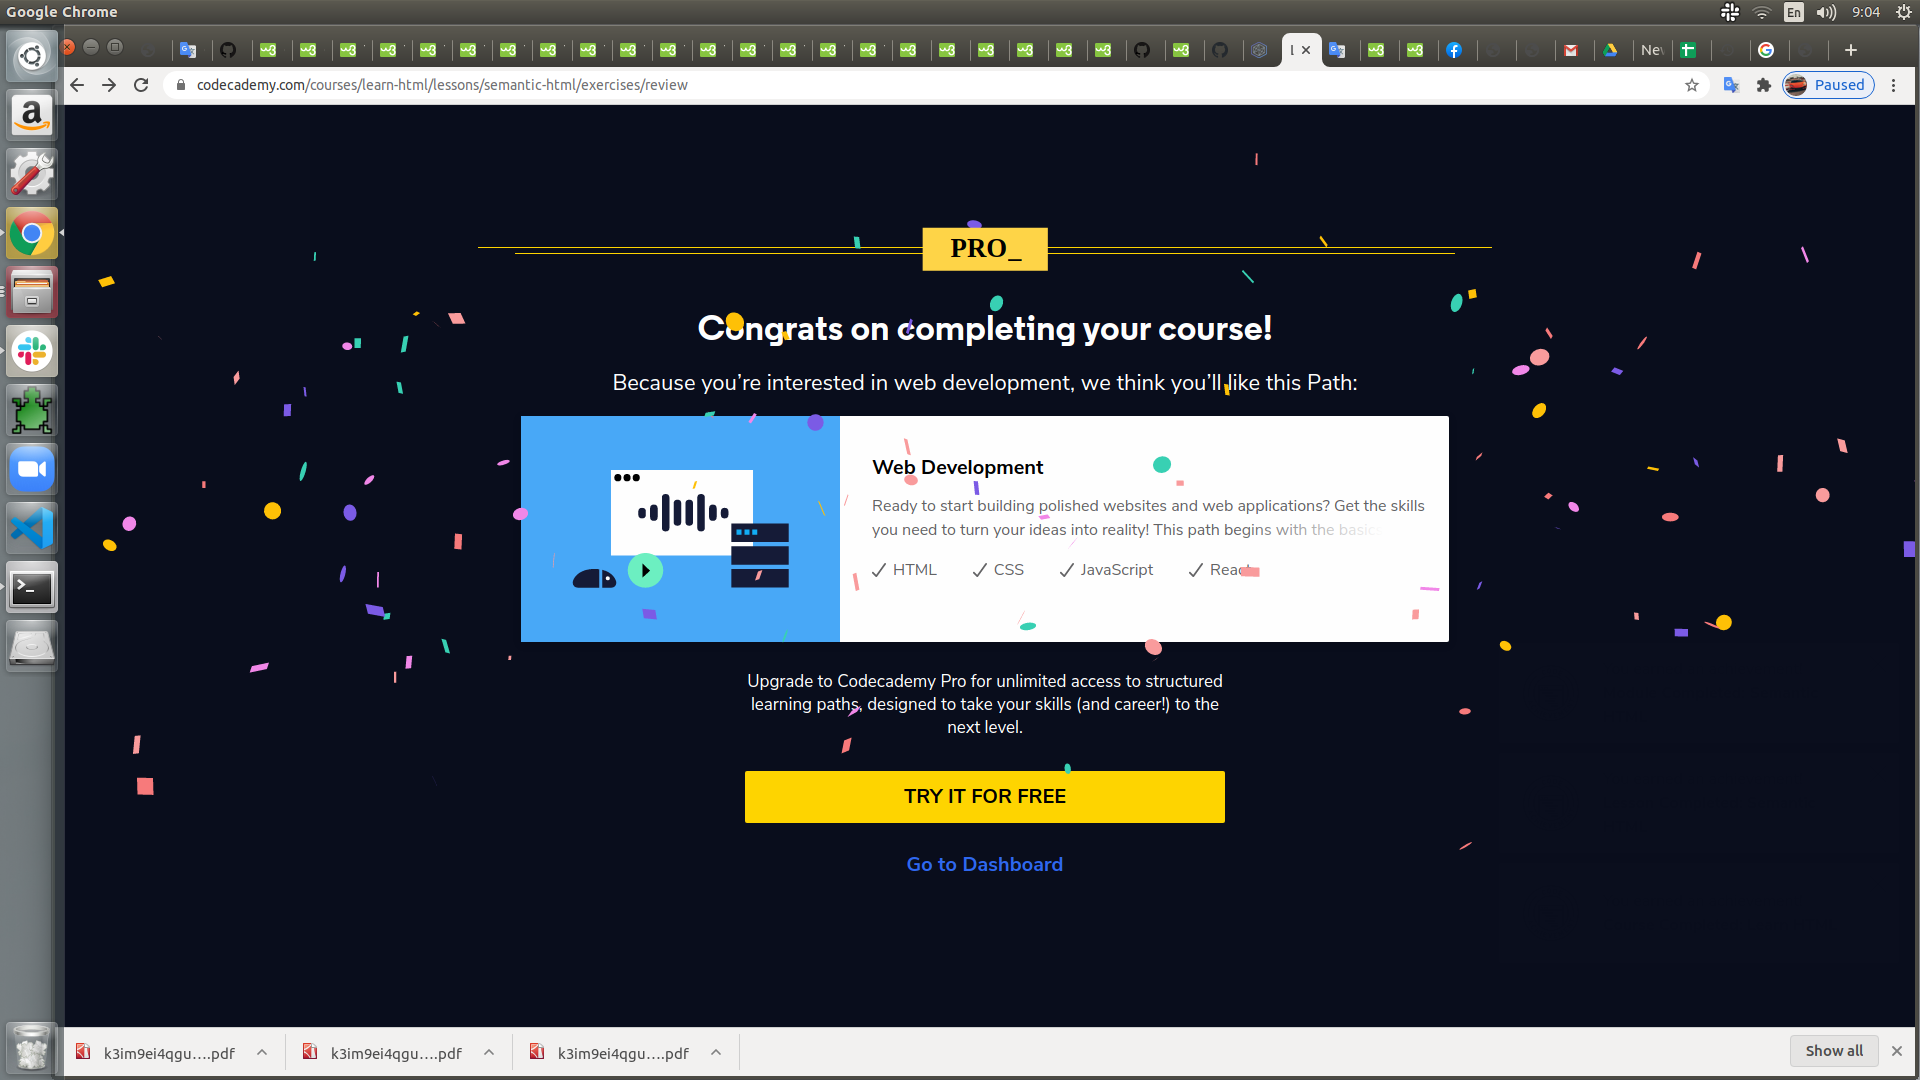 Google Chrome
En
9:04
Ne
codecademy.com/courses/learn-html/lessons/semantic-html/exercises/review
Paused
PRO_
Congrats on completing your course!
Because you’re interested in web development, we think you’ll like this Path:
Web Development
Ready to start building polished websites and web applications? Get the skills
you need to turn your ideas into reality! This path begins with the basic
HTML
CSS
JavaScript
React
Upgrade to Codecademy Pro for unlimited access to structured
learning paths, designed to take your skills (and career!) to the
next level.
TRY IT FOR FREE
Go to Dashboard
k3im9ei4qgu....pdf
k3im9ei4qgu....pdf
k3im9ei4qgu....pdf
Show all